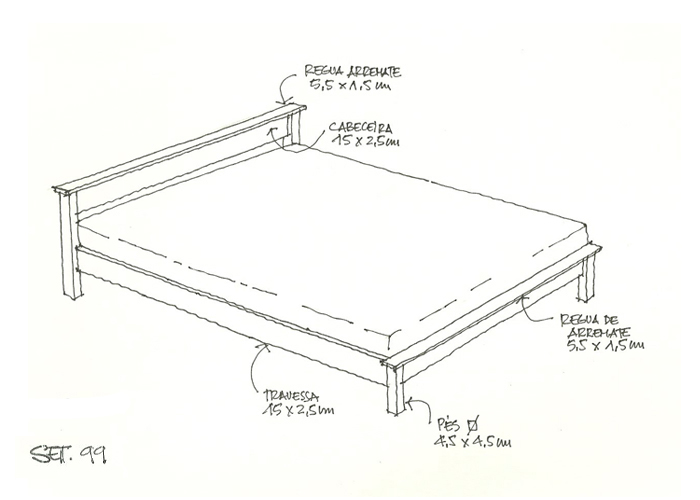 REGUA ARREMATE
5,5 x 1,5 cm
CABECEIRA
15 x 2,5 cm
REGUA DE
ARREMATE
5,5 x 1,5 cm
TRAVESSA
15 x 2,5 cm
PÉS
4,5 x 4,5 cm
SET. 99